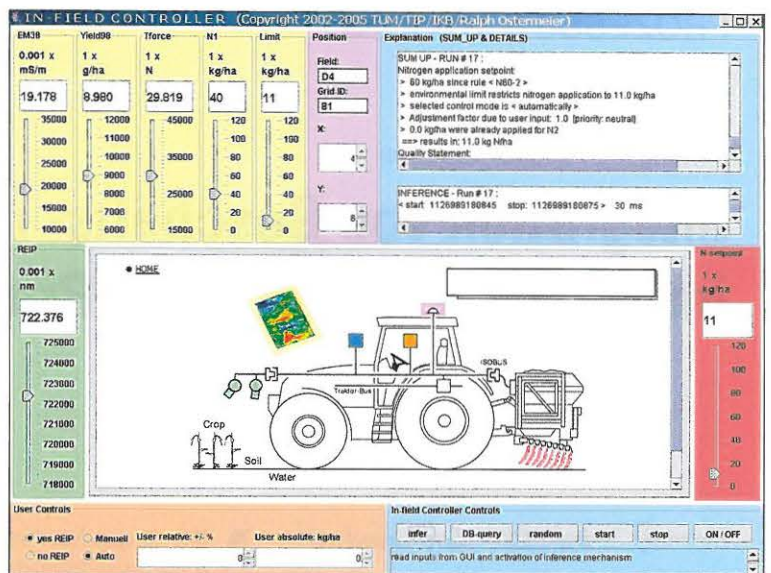 IN-FIELD CONTROLLER (Copyright 2002-2005 TUM/TIP/IKB/Ralph Ostermeier)
EM38 Yield98 Tforce N1 Limit Position Explanation (SUM_UP & DETAILS)
0.001 x
mS/m
1 x
g/ha
1 x
N
1 x
kg/ha
1 x
kg/ha
19.178 8.980 29.819 40 11
35000
30000
25000
20000
15000
10000
12000
11000
10000
9000
8000
7000
6000
45000
35000
25000
15000
120
100
80
60
40
20
0
120
100
80
60
40
20
0
Field:
D4
Grid ID:
B1
X:
4
Y:
8
SUM UP - RUN # 17 :
Nitrogen application setpoint:
> 60 kg/ha since rule < N60-2 >
> environmental limit restricts nitrogen application to 11.0 kg/ha
> selected control mode is < automatically >
> Adjustment factor due to user input: 1.0 [priority: neutral]
> 0.0 kg/ha were already applied for N2
==> results in: 11.0 kg N/ha
Quality Statement:
INFERENCE - Run # 17 :
< start 1126989180845 stop: 1126989180875 > 30 ms
REIP
0.001 x
nm
722.376
725000
724000
723000
722000
721000
720000
719000
718000
HOME
ISOBUS
Traktor-Bus
Crop
Soil
Water
N setpoint
1 x
kg/ha
11
120
100
80
60
40
20
0
User Controls
yes REIP Manuell User relative: +/- % User absolute: kg/ha
no REIP Auto 0 0
In-field Controller Controls
infer DB-query random start stop ON / OFF
read inputs from GUI and activation of inference mechanism